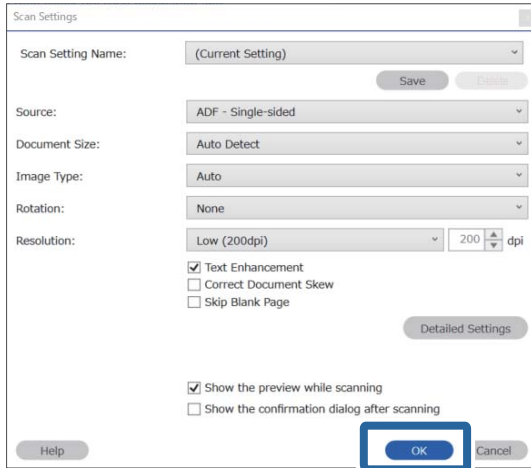 Scan Settings
Scan Setting Name: (Current Setting)
Save Delete
Source: ADF - Single-sided
Document Size: Auto Detect
Image Type: Auto
Rotation: None
Resolution: Low (200dpi) 200 dpi
Text Enhancement
Correct Document Skew
Skip Blank Page
Detailed Settings
Show the preview while scanning
Show the confirmation dialog after scanning
Help OK Cancel